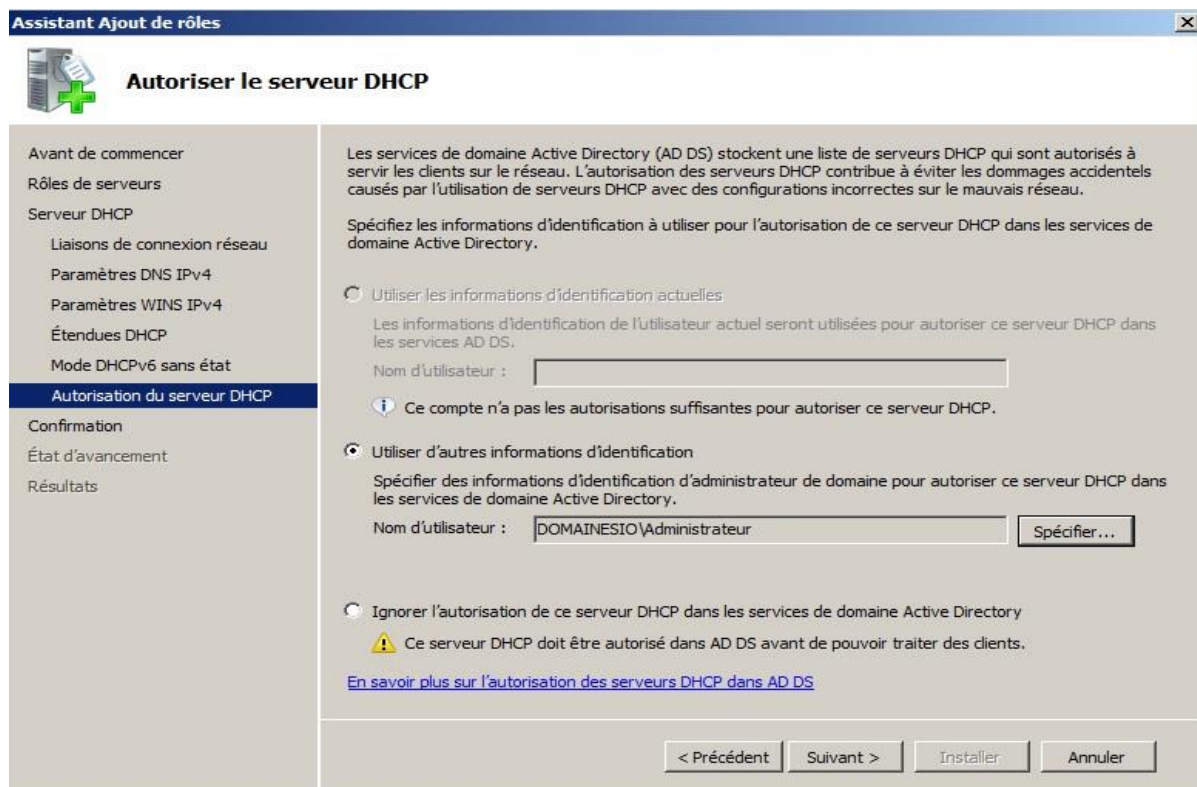 Assistant Ajout de rôles
Autoriser le serveur DHCP
Avant de commencer
Rôles de serveurs
Serveur DHCP
Liaisons de connexion réseau
Paramètres DNS IPv4
Paramètres WINS IPv4
Étendues DHCP
Mode DHCPv6 sans état
Autorisation du serveur DHCP
Confirmation
État d'avancement
Résultats
Les services de domaine Active Directory (AD DS) stockent une liste de serveurs DHCP qui sont autorisés à
servir les clients sur le réseau. L'autorisation des serveurs DHCP contribue à éviter les dommages accidentels
causés par l'utilisation de serveurs DHCP avec des configurations incorrectes sur le mauvais réseau.
Spécifiez les informations d'identification à utiliser pour l'autorisation de ce serveur DHCP dans les services de
domaine Active Directory.
Utiliser les informations d'identification actuelles
Les informations d'identification de l'utilisateur actuel seront utilisées pour autoriser ce serveur DHCP dans
les services AD DS.
Nom d'utilisateur :
Ce compte n'a pas les autorisations suffisantes pour autoriser ce serveur DHCP.
Utiliser d'autres informations d'identification
Spécifier des informations d'identification d'administrateur de domaine pour autoriser ce serveur DHCP dans
les services de domaine Active Directory.
Nom d'utilisateur : DOMAINESIO\Administrateur Spécifier...
Ignorer l'autorisation de ce serveur DHCP dans les services de domaine Active Directory
Ce serveur DHCP doit être autorisé dans AD DS avant de pouvoir traiter des clients.
En savoir plus sur l'autorisation des serveurs DHCP dans AD DS
< Précédent Suivant > Installer Annuler